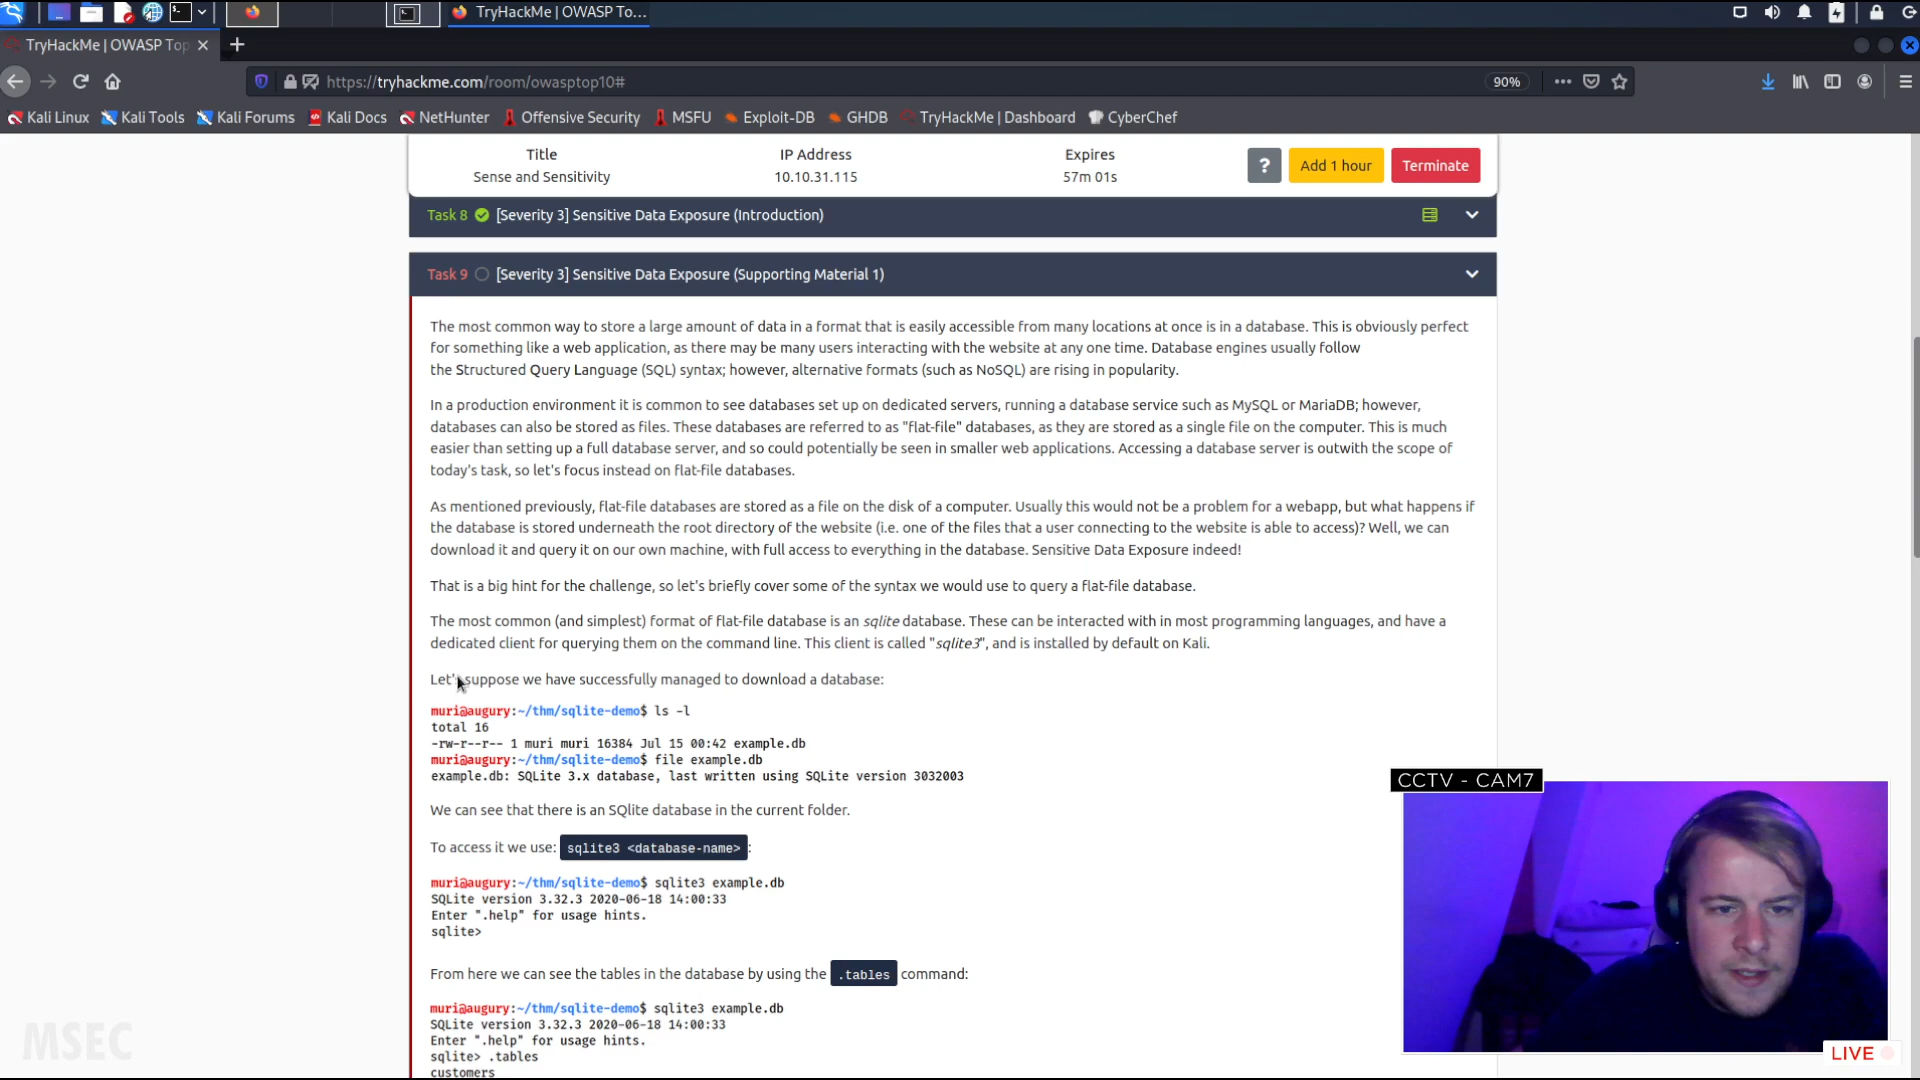 TryHackMe | OWASP To...
TryHackMe | OWASP Top
https://tryhackme.com/room/owasptop10#
90%
Kali Linux
Kali Tools
Kali Forums
Kali Docs
NetHunter
Offensive Security
MSFU
Exploit-DB
GHDB
TryHackMe | Dashboard
CyberChef
Title
IP Address
Expires
Sense and Sensitivity
10.10.31.115
57m 01s
?
Add 1 hour
Terminate
Task 8
[Severity 3] Sensitive Data Exposure (Introduction)
Task 9
[Severity 3] Sensitive Data Exposure (Supporting Material 1)
The most common way to store a large amount of data in a format that is easily accessible from many locations at once is in a database. This is obviously perfect
for something like a web application, as there may be many users interacting with the website at any one time. Database engines usually follow
the Structured Query Language (SQL) syntax; however, alternative formats (such as NoSQL) are rising in popularity.
In a production environment it is common to see databases set up on dedicated servers, running a database service such as MySQL or MariaDB; however,
databases can also be stored as files. These databases are referred to as "flat-file" databases, as they are stored as a single file on the computer. This is much
easier than setting up a full database server, and so could potentially be seen in smaller web applications. Accessing a database server is outwith the scope of
today's task, so let's focus instead on flat-file databases.
As mentioned previously, flat-file databases are stored as a file on the disk of a computer. Usually this would not be a problem for a webapp, but what happens if
the database is stored underneath the root directory of the website (i.e. one of the files that a user connecting to the website is able to access)? Well, we can
download it and query it on our own machine, with full access to everything in the database. Sensitive Data Exposure indeed!
That is a big hint for the challenge, so let's briefly cover some of the syntax we would use to query a flat-file database.
The most common (and simplest) format of flat-file database is an sqlite database. These can be interacted with in most programming languages, and have a
dedicated client for querying them on the command line. This client is called "sqlite3", and is installed by default on Kali.
Let's suppose we have successfully managed to download a database:
muri@augury:~/thm/sqlite-demo$ ls -l
total 16
-rw-r--r-- 1 muri muri 16384 Jul 15 00:42 example.db
muri@augury:~/thm/sqlite-demo$ file example.db
example.db: SQLite 3.x database, last written using SQLite version 3032003
We can see that there is an SQlite database in the current folder.
To access it we use: sqlite3 <database-name>:
muri@augury:~/thm/sqlite-demo$ sqlite3 example.db
SQLite version 3.32.3 2020-06-18 14:00:33
Enter ".help" for usage hints.
sqlite>
From here we can see the tables in the database by using the .tables command:
muri@augury:~/thm/sqlite-demo$ sqlite3 example.db
SQLite version 3.32.3 2020-06-18 14:00:33
Enter ".help" for usage hints.
sqlite> .tables
customers
CCTV - CAM7
LIVE
MSEC